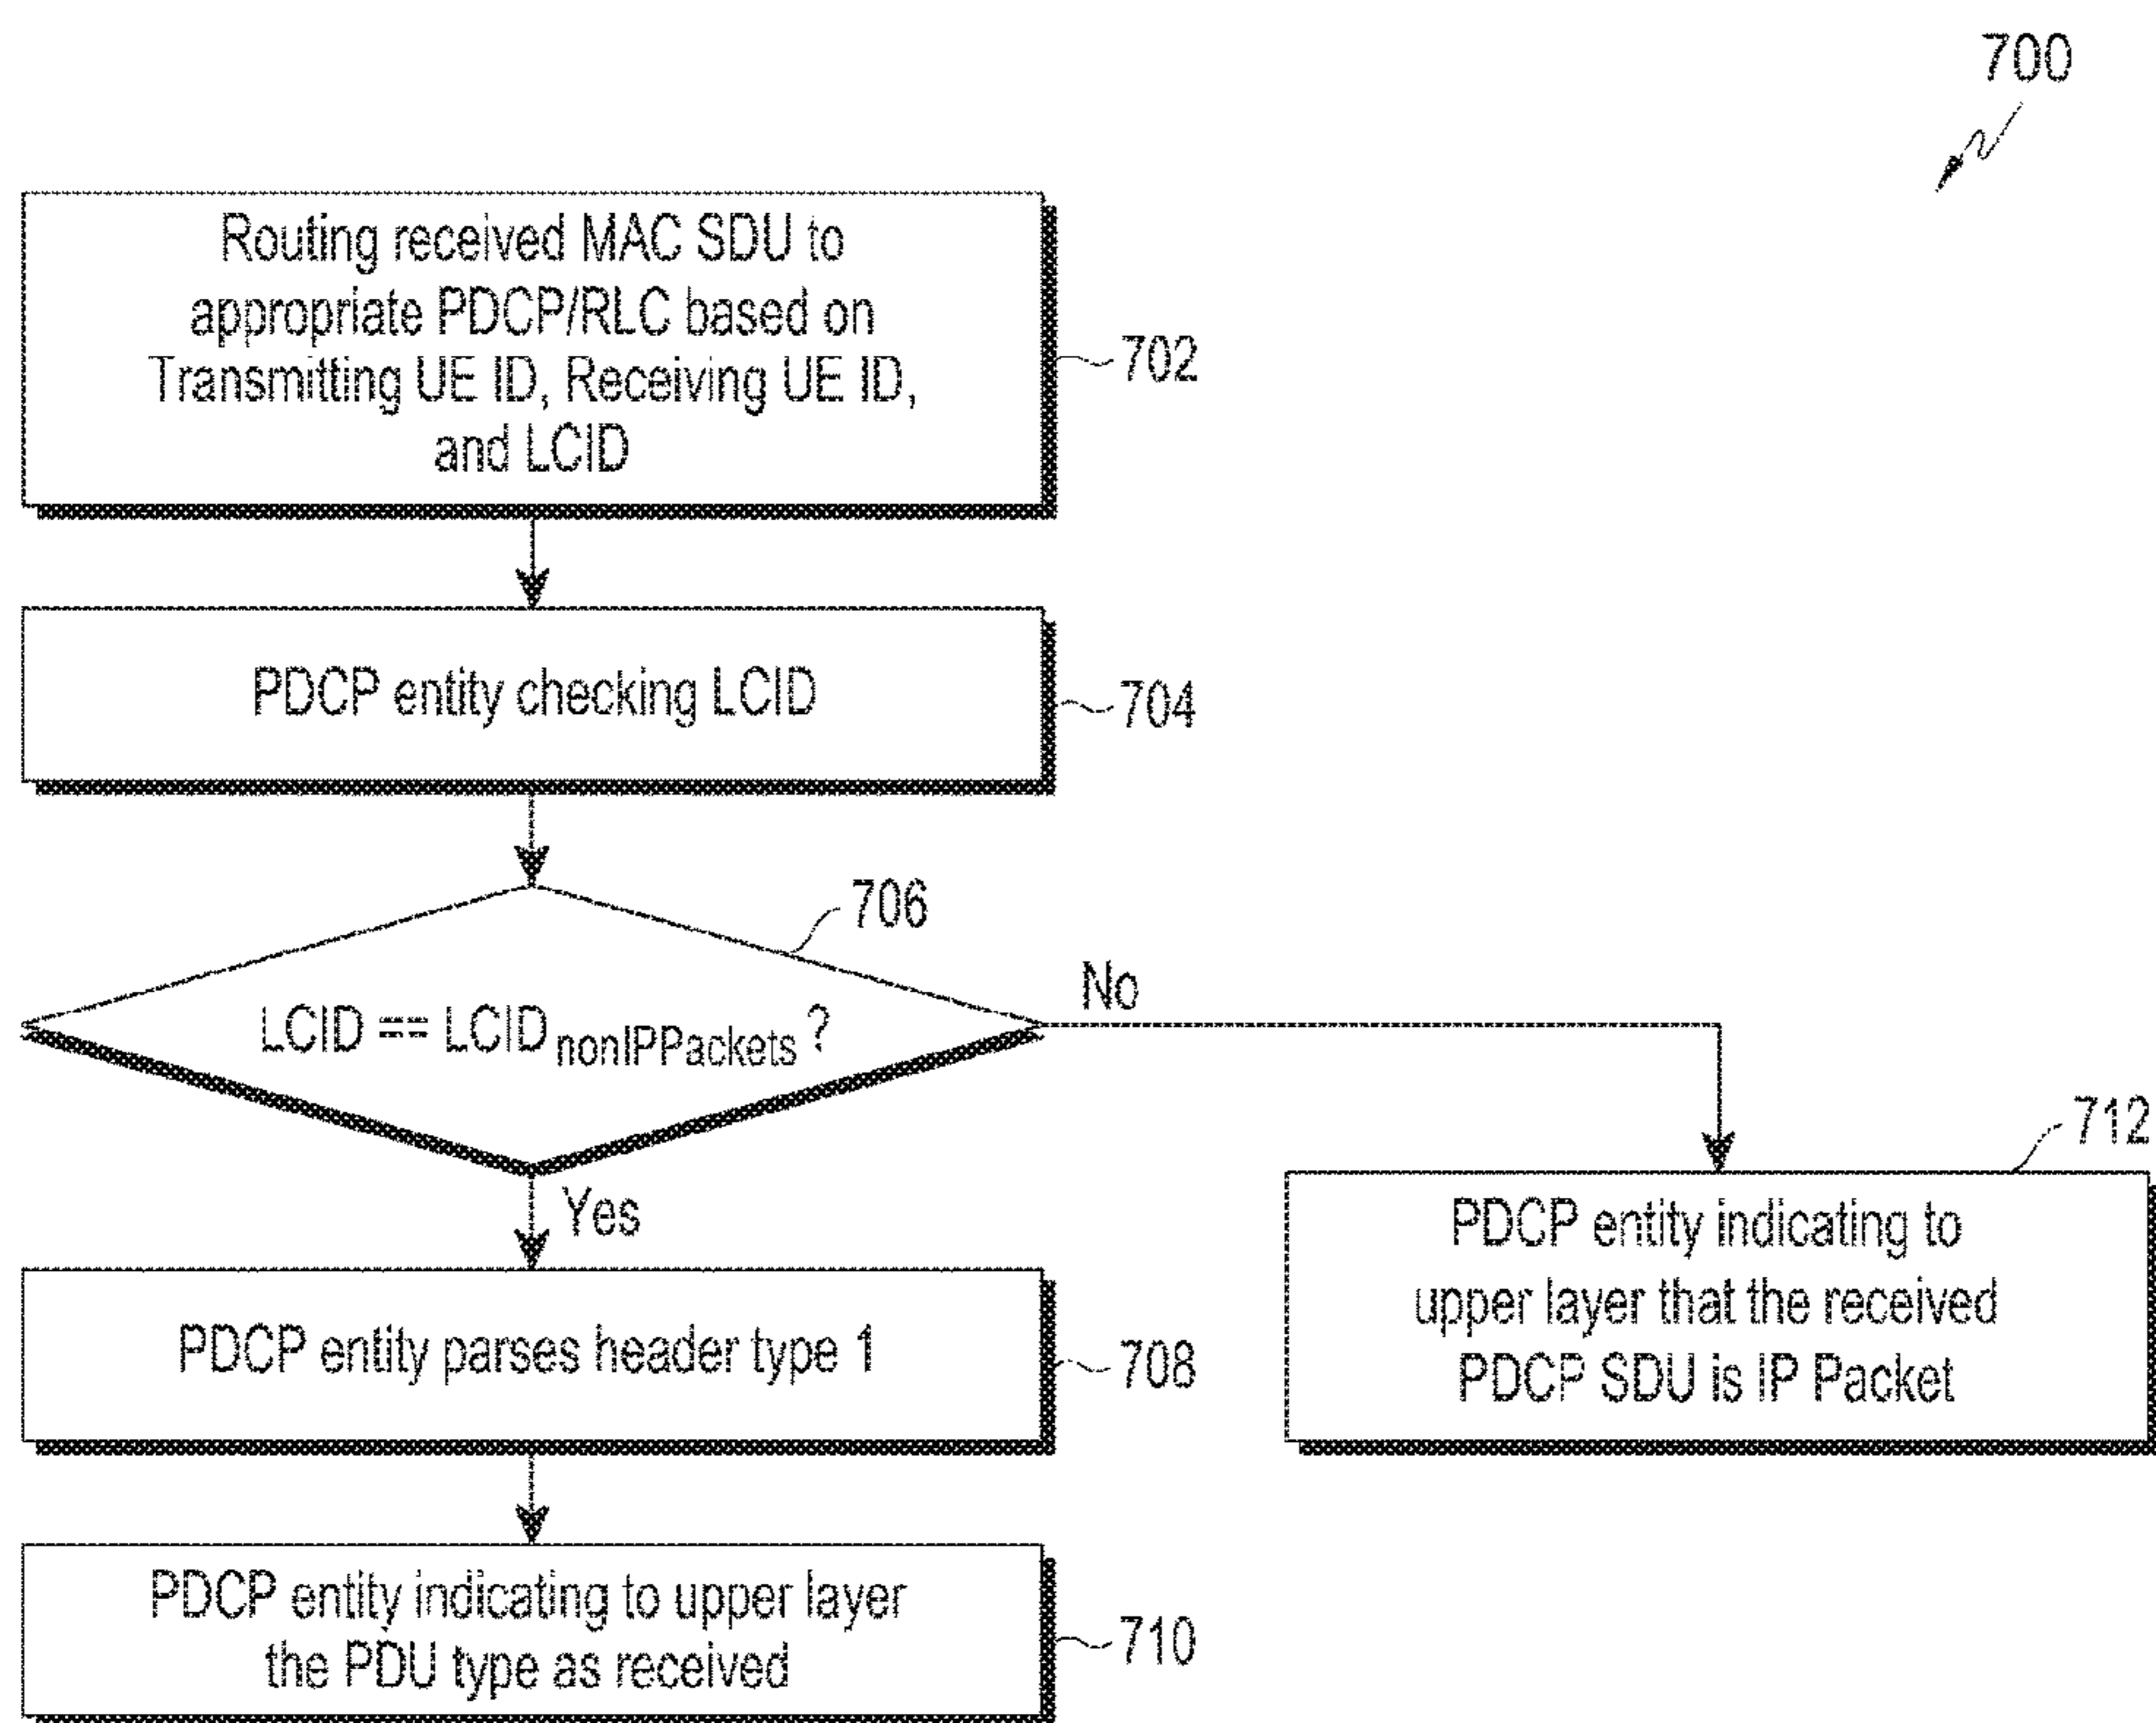 700
Routing received MAC SDU to
appropriate PDCP/RLC based on
Transmitting UE ID, Receiving UE ID,
and LCID
702
PDCP entity checking LCID
704
706
LCID == LCIDnonIPPackets ?
No
Yes
712
PDCP entity indicating to
upper layer that the received
PDCP SDU is IP Packet
PDCP entity parses header type 1
708
PDCP entity indicating to upper layer
the PDU type as received
710